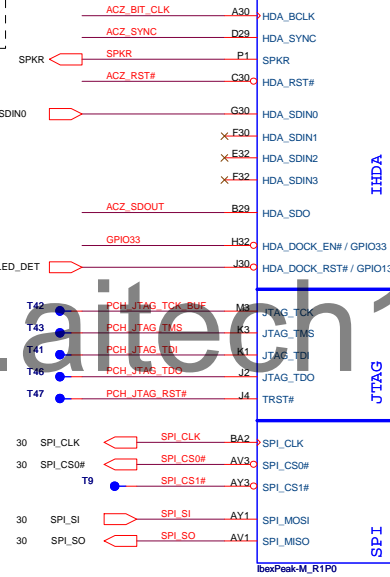 ACZ_BIT_CLK A30 HDA_BCLK
ACZ_SYNC D29 HDA_SYNC
SPKR SPKR P1 SPKR
ACZ_RST# C30 HDA_RST#
SDIN0 G30 HDA_SDIN0
F30 HDA_SDIN1
E32 HDA_SDIN2
F32 HDA_SDIN3
IHDA
ACZ_SDOUT B29 HDA_SDO
GPIO33 H32 HDA_DOCK_EN# / GPIO33
LED_DET J30 HDA_DOCK_RST# / GPIO13
.aitech1
T42 PCH_JTAG_TCK_BUF M3 JTAG_TCK
T43 PCH_JTAG_TMS K3 JTAG_TMS
T41 PCH_JTAG_TDI K1 JTAG_TDI
T46 PCH_JTAG_TDO J2 JTAG_TDO
T47 PCH_JTAG_RST# J4 TRST#
JTAG
30 SPI_CLK SPI_CLK BA2 SPI_CLK
30 SPI_CS0# SPI_CS0# AV3 SPI_CS0#
T9 SPI_CS1# AY3 SPI_CS1#
30 SPI_SI SPI_SI AY1 SPI_MOSI
30 SPI_SO SPI_SO AV1 SPI_MISO
SPI
IbexPeak-M_R1P0